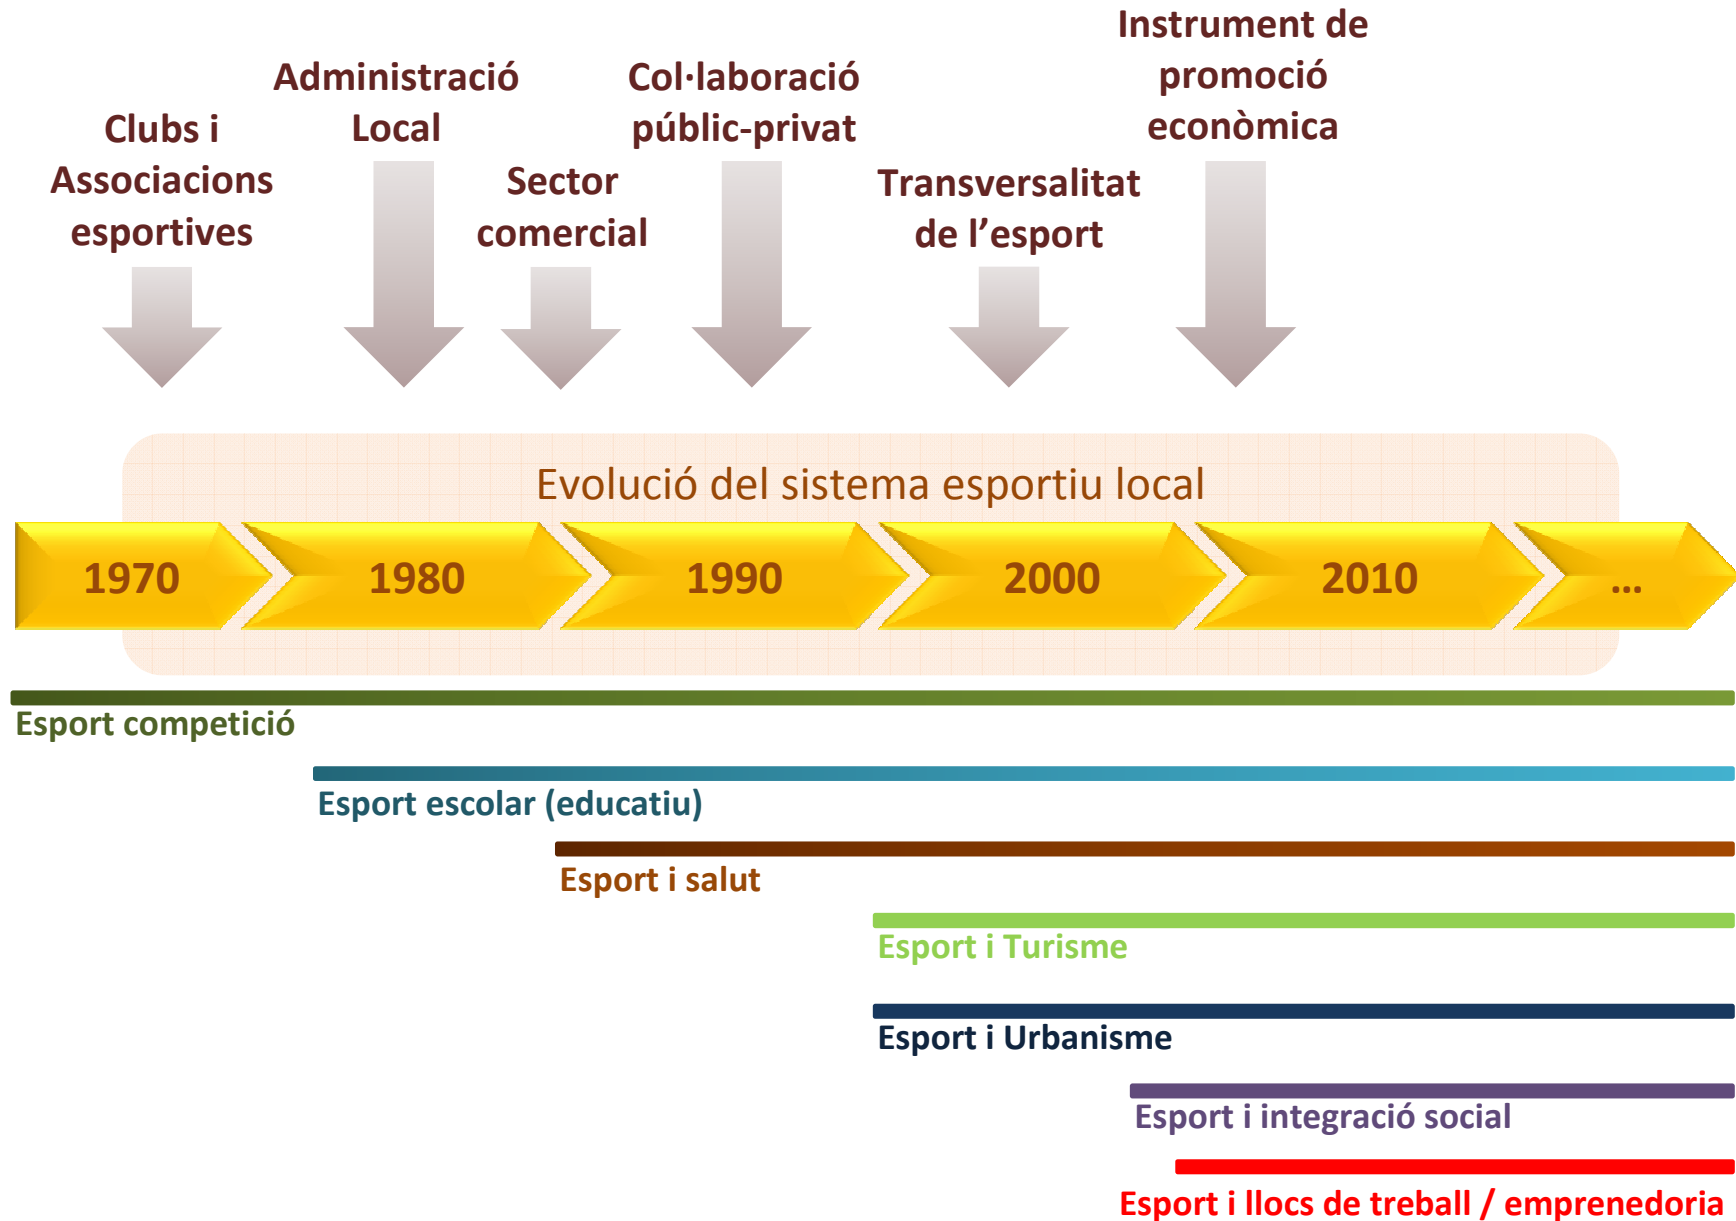 Clubs i
Associacions
esportives
Administració
Local
Sector
comercial
Col·laboració
públic-privat
Transversalitat
de l’esport
Instrument de
promoció
econòmica
Evolució del sistema esportiu local
1970
1980
1990
2000
2010
...
Esport competició
Esport escolar (educatiu)
Esport i salut
Esport i Turisme
Esport i Urbanisme
Esport i integració social
Esport i llocs de treball / emprenedoria